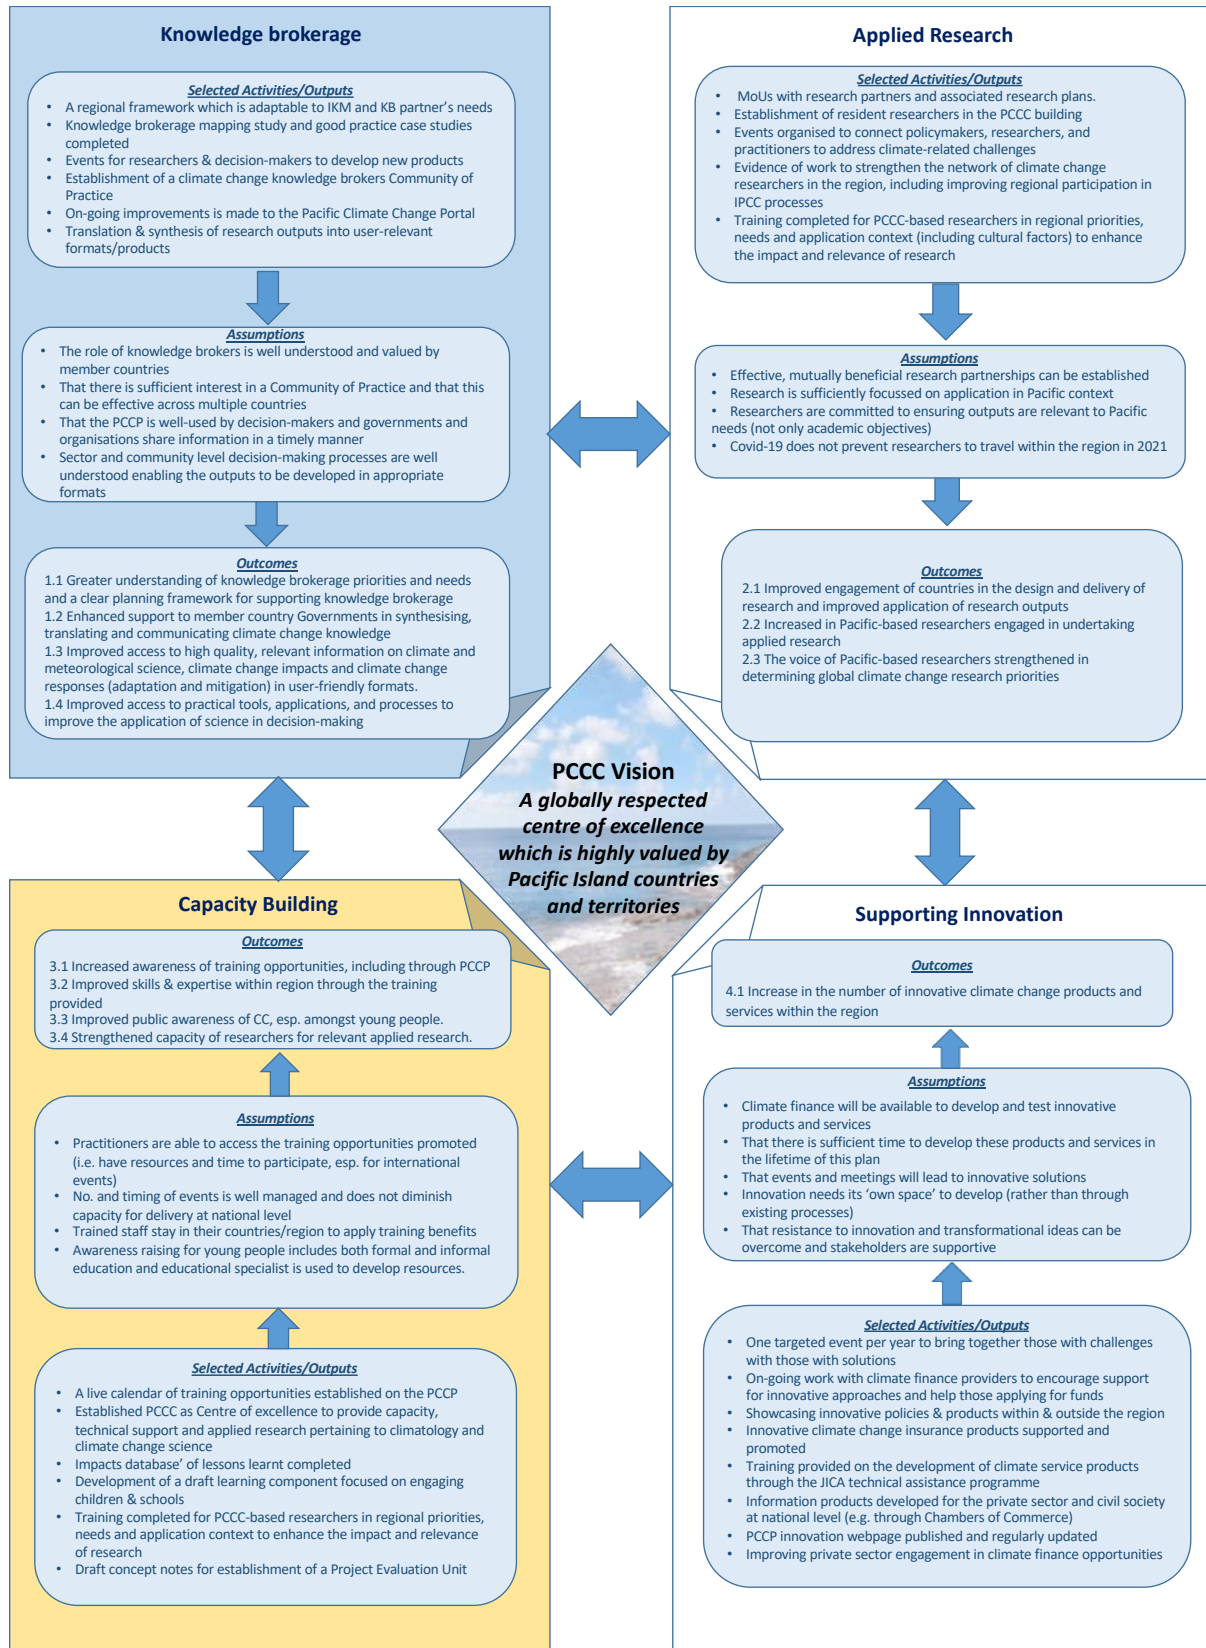 Knowledge brokerage
Selected Activities/Outputs
• A regional framework which is adaptable to IKM and KB partner's needs
• Knowledge brokerage mapping study and good practice case studies
completed
• Events for researchers & decision-makers to develop new products
• Establishment of a climate change knowledge brokers Community of
Practice
• On-going improvements is made to the Pacific Climate Change Portal
• Translation & synthesis of research outputs into user-relevant
formats/products
Assumptions
• The role of knowledge brokers is well understood and valued by
member countries
• That there is sufficient interest in a Community of Practice and that this
can be effective across multiple countries
• That the PCCP is well-used by decision-makers and governments and
organisations share information in a timely manner
• Sector and community level decision-making processes are well
understood enabling the outputs to be developed in appropriate
formats
Outcomes
1.1 Greater understanding of knowledge brokerage priorities and needs
and a clear planning framework for supporting knowledge brokerage
1.2 Enhanced support to member country Governments in synthesising,
translating and communicating climate change knowledge
1.3 Improved access to high quality, relevant information on climate and
meteorological science, climate change impacts and climate change
responses (adaptation and mitigation) in user-friendly formats.
1.4 Improved access to practical tools, applications, and processes to
improve the application of science in decision-making
Applied Research
Selected Activities/Outputs
• MoUs with research partners and associated research plans.
• Establishment of resident researchers in the PCCC building
• Events organised to connect policymakers, researchers, and
practitioners to address climate-related challenges
• Evidence of work to strengthen the network of climate change
researchers in the region, including improving regional participation in
IPCC processes
• Training completed for PCCC-based researchers in regional priorities,
needs and application context (including cultural factors) to enhance
the impact and relevance of research
Assumptions
• Effective, mutually beneficial research partnerships can be established
• Research is sufficiently focussed on application in Pacific context
• Researchers are committed to ensuring outputs are relevant to Pacific
needs (not only academic objectives)
• Covid-19 does not prevent researchers to travel within the region in 2021
Outcomes
2.1 Improved engagement of countries in the design and delivery of
research and improved application of research outputs
2.2 Increased in Pacific-based researchers engaged in undertaking
applied research
2.3 The voice of Pacific-based researchers strengthened in
determining global climate change research priorities
PCCC Vision
A globally respected
centre of excellence
which is highly valued by
Pacific Island countries
and territories
Capacity Building
Outcomes
3.1 Increased awareness of training opportunities, including through PCCP
3.2 Improved skills & expertise within region through the training
provided
3.3 Improved public awareness of CC, esp. amongst young people.
3.4 Strengthened capacity of researchers for relevant applied research.
Assumptions
• Practitioners are able to access the training opportunities promoted
(i.e. have resources and time to participate, esp. for international
events)
• No. and timing of events is well managed and does not diminish
capacity for delivery at national level
• Trained staff stay in their countries/region to apply training benefits
• Awareness raising for young people includes both formal and informal
education and educational specialist is used to develop resources.
Selected Activities/Outputs
• A live calendar of training opportunities established on the PCCP
• Established PCCC as Centre of excellence to provide capacity,
technical support and applied research pertaining to climatology and
climate change science
• Impacts database' of lessons learnt completed
• Development of a draft learning component focused on engaging
children & schools
• Training completed for PCCC-based researchers in regional priorities,
needs and application context to enhance the impact and relevance
of research
• Draft concept notes for establishment of a Project Evaluation Unit
Supporting Innovation
Outcomes
4.1 Increase in the number of innovative climate change products and
services within the region
Assumptions
• Climate finance will be available to develop and test innovative
products and services
• That there is sufficient time to develop these products and services in
the lifetime of this plan
• That events and meetings will lead to innovative solutions
• Innovation needs its 'own space' to develop (rather than through
existing processes)
• That resistance to innovation and transformational ideas can be
overcome and stakeholders are supportive
Selected Activities/Outputs
• One targeted event per year to bring together those with challenges
with those with solutions
• On-going work with climate finance providers to encourage support
for innovative approaches and help those applying for funds
• Showcasing innovative policies & products within & outside the region
• Innovative climate change insurance products supported and
promoted
• Training provided on the development of climate service products
through the JICA technical assistance programme
• Information products developed for the private sector and civil society
at national level (e.g. through Chambers of Commerce)
• PCCP innovation webpage published and regularly updated
• Improving private sector engagement in climate finance opportunities